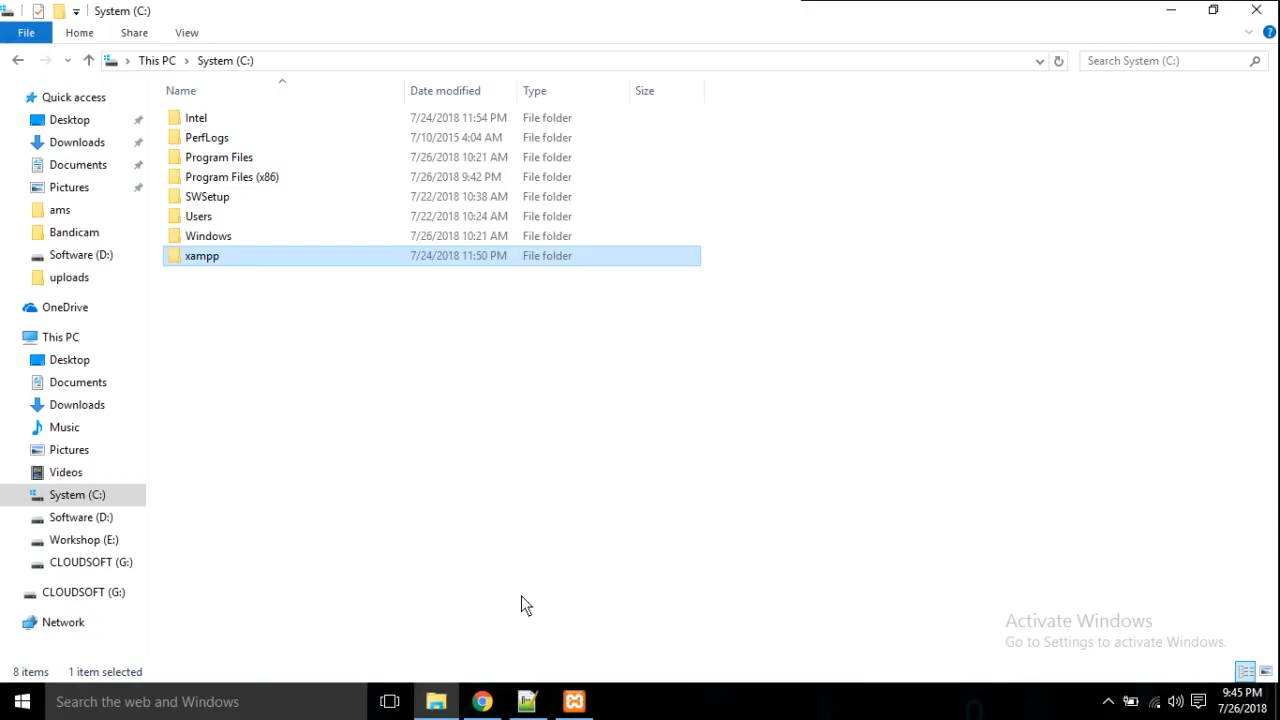 System (C:)
File Home Share View
This PC System (C:) Search System (C:)
Name Date modified Type Size
Quick access
Desktop
Downloads
Documents
Pictures
ams
Bandicam
Software (D:)
uploads
OneDrive
This PC
Desktop
Documents
Downloads
Music
Pictures
Videos
System (C:)
Software (D:)
Workshop (E:)
CLOUDSOFT (G:)
CLOUDSOFT (G:)
Network
Intel 7/24/2018 11:54 PM File folder
PerfLogs 7/10/2015 4:04 AM File folder
Program Files 7/26/2018 10:21 AM File folder
Program Files (x86) 7/26/2018 9:42 PM File folder
SWSetup 7/22/2018 10:38 AM File folder
Users 7/22/2018 10:24 AM File folder
Windows 7/26/2018 10:21 AM File folder
xampp 7/24/2018 11:50 PM File folder
Activate Windows
Go to Settings to activate Windows.
8 items 1 item selected
Search the web and Windows
9:45 PM
7/26/2018